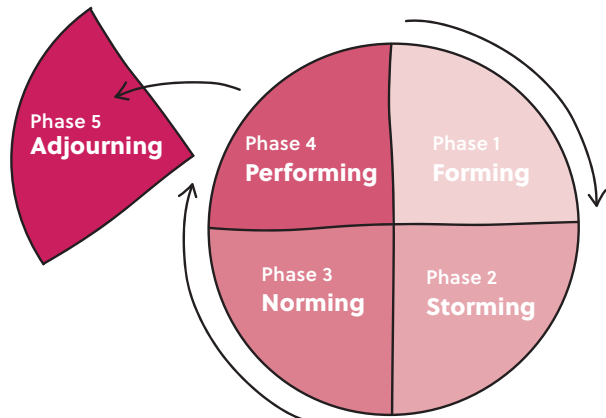 Phase 1
Forming
Phase 2
Storming
Phase 3
Norming
Phase 4
Performing
Phase 5
Adjourning